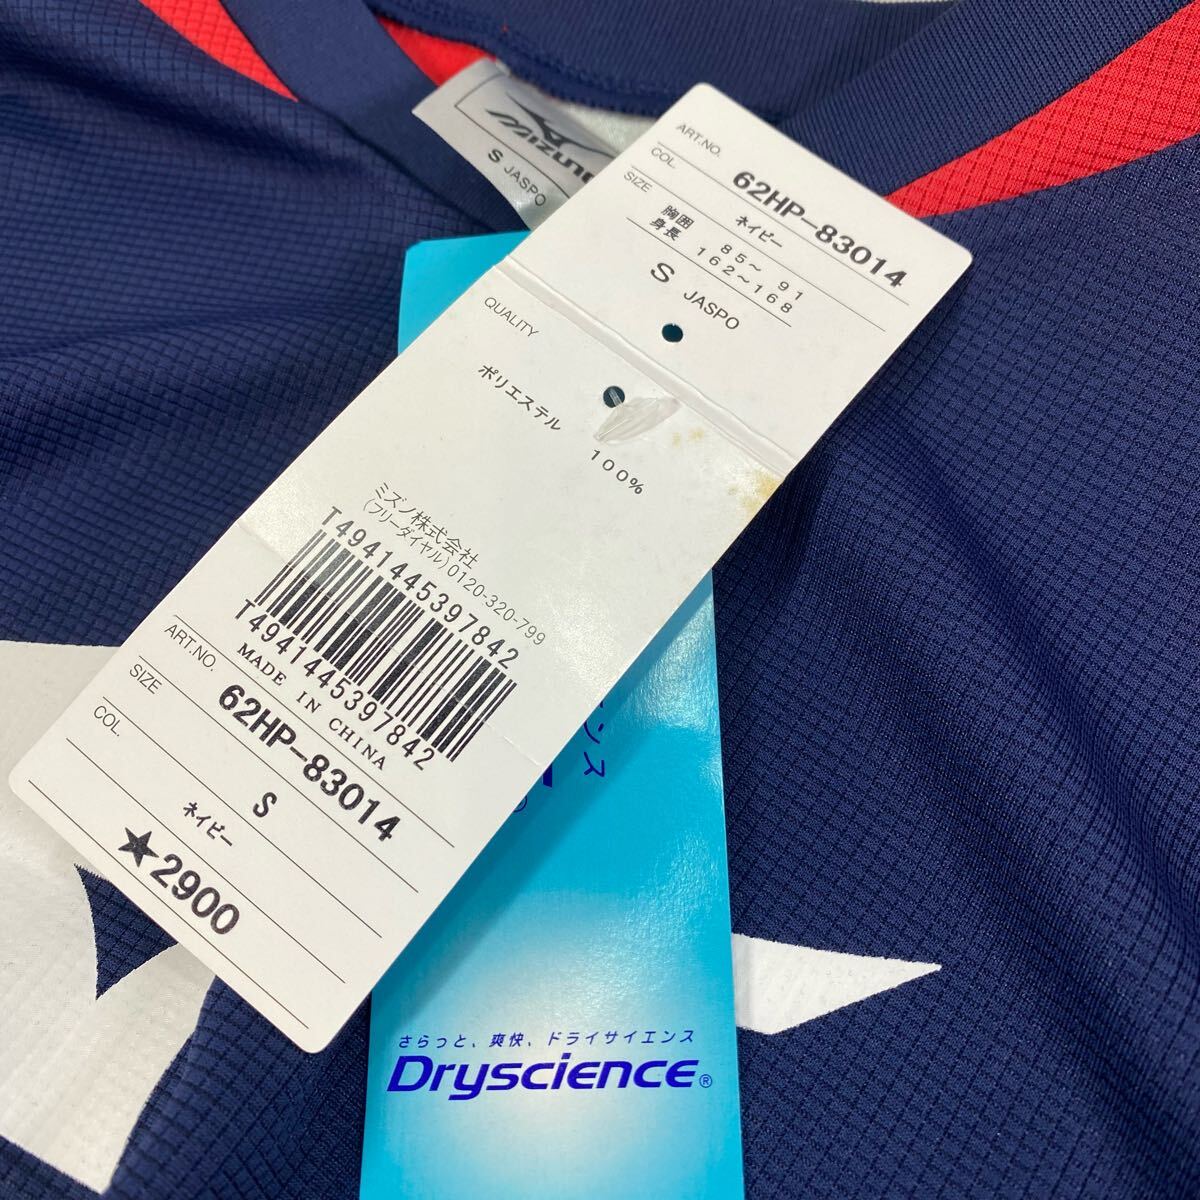 MIZUNO
S JASPO
ART.NO. 62HP-83014
COL. ネイビー
SIZE
胸囲 85〜 91
身長 162〜168
S JASPO
QUALITY
ポリエステル 100%
ミズノ株式会社
(フリーダイヤル)0120-320-799
T4941445397842
T4941445397842
MADE IN CHINA
ART.NO. 62HP-83014
SIZE S
COL. ネイビー
★2900
ンス
®
さらっと、爽快、ドライサイエンス
Dryscience®